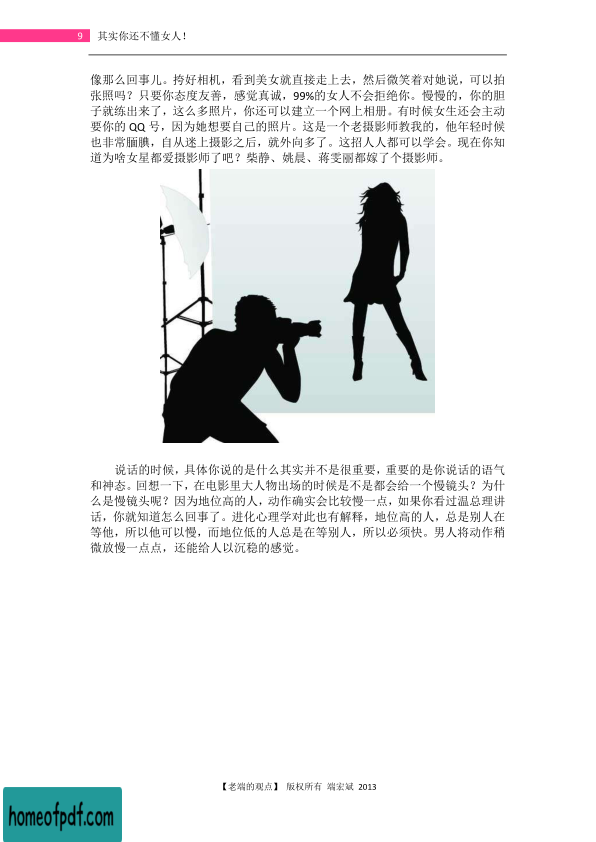 9 其实你还不懂女人！
像那么回事儿。挎好相机，看到美女就直接走上去，然后微笑着对她说，可以拍
张照吗？只要你态度友善，感觉真诚，99%的女人不会拒绝你。慢慢的，你的胆
子就练出来了，这么多照片，你还可以建立一个网上相册。有时候女生还会主动
要你的 QQ 号，因为她想要自己的照片。这是一个老摄影师教我的，他年轻时候
也非常腼腆，自从迷上摄影之后，就外向多了。这招人人都可以学会。现在你知
道为啥女星都爱摄影师了吧？柴静、姚晨、蒋雯丽都嫁了个摄影师。
说话的时候，具体你说的是什么其实并不是很重要，重要的是你说话的语气
和神态。回想一下，在电影里大人物出场的时候是不是都会给一个慢镜头？为什
么是慢镜头呢？因为地位高的人，动作确实会比较慢一点，如果你看过温总理讲
话，你就知道怎么回事了。进化心理学对此也有解释，地位高的人，总是别人在
等他，所以他可以慢，而地位低的人总是在等别人，所以必须快。男人将动作稍
微放慢一点点，还能给人以沉稳的感觉。
【老端的观点】 版权所有 端宏斌 2013
homeofpdf.com